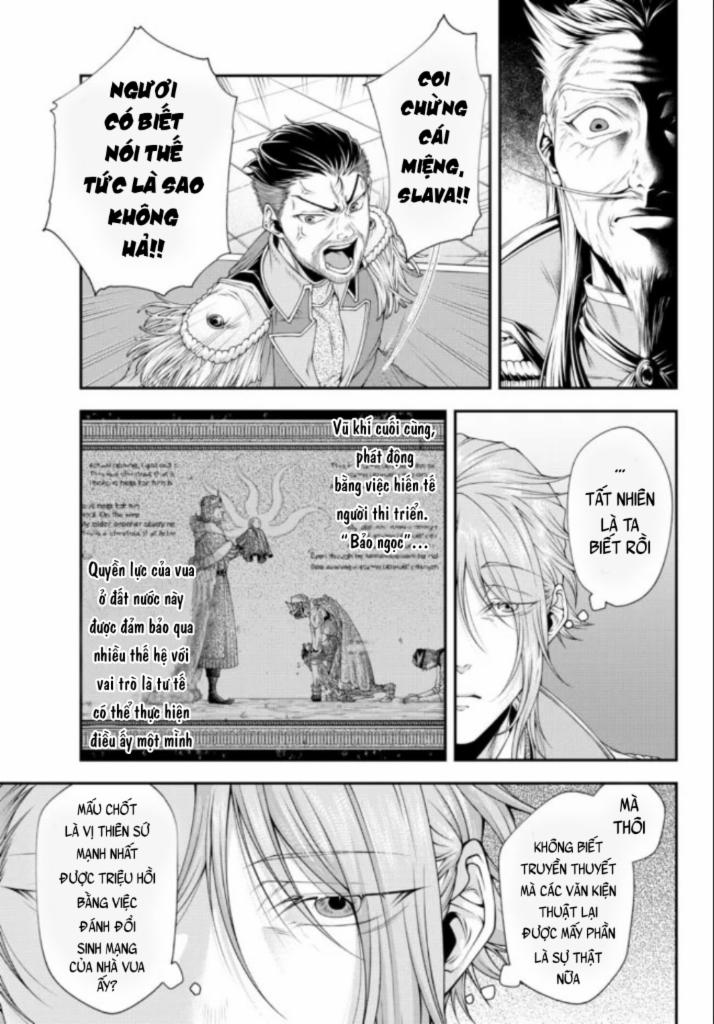 COI
CHỪNG
CÁI
MIỆNG,
SLAVA!!
NGƯƠI
CÓ BIẾT
NÓI THẾ
TỨC LÀ SAO
KHÔNG
HẢ!!
...
TẤT NHIÊN
LÀ TA
BIẾT RỒI
Vũ khí cuối cùng,
phát động
bằng việc hiến tế
người thi triển.
“Bảo ngọc”...
Quyền lực của vua
ở đất nước này
được đảm bảo qua
nhiều thế hệ với
vai trò là tư tế
có thể thực hiện
điều ấy một mình
MÀ
THÔI
KHÔNG BIẾT
TRUYỀN THUYẾT
MÀ CÁC VĂN KIỆN
THUẬT LẠI
ĐƯỢC MẤY PHẦN
LÀ SỰ THẬT
NỮA
MẤU CHỐT
LÀ VỊ THIÊN SỨ
MẠNH NHẤT
ĐƯỢC TRIỆU HỒI
BẰNG VIỆC
ĐÁNH ĐỔI
SINH MẠNG
CỦA NHÀ VUA
ẤY?